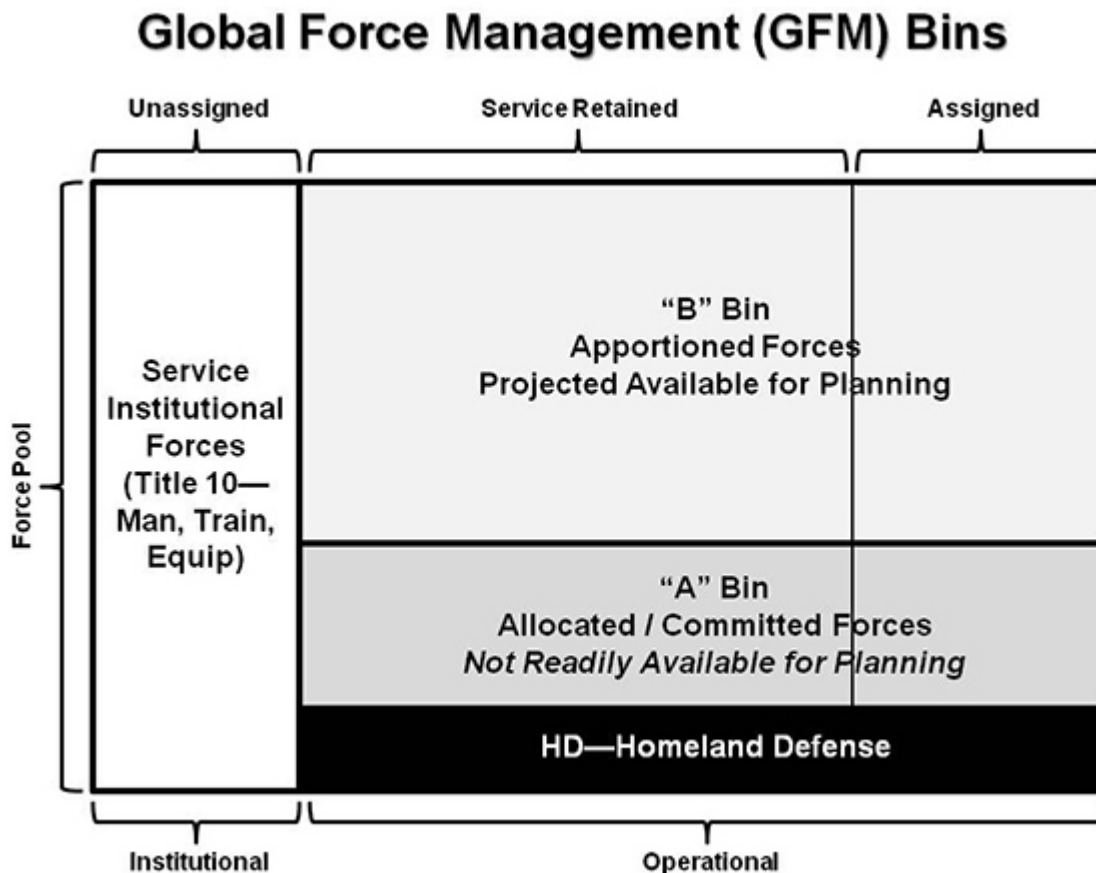 Global Force Management (GFM) Bins
Unassigned
Service Retained
Assigned
Force Pool
Service
Institutional
Forces
(Title 10—
Man, Train,
Equip)
“B” Bin
Apportioned Forces
Projected Available for Planning
“A” Bin
Allocated / Committed Forces
Not Readily Available for Planning
HD—Homeland Defense
Institutional
Operational